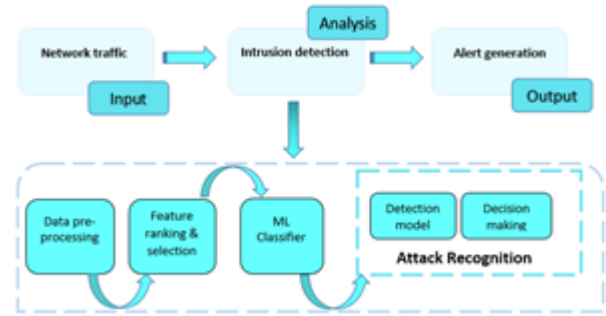 Analysis
Network traffic
Intrusion detection
Alert generation
Input
Output
Data pre-
processing
Feature
ranking &
selection
ML
Classifier
Detection
model
Decision
making
Attack Recognition